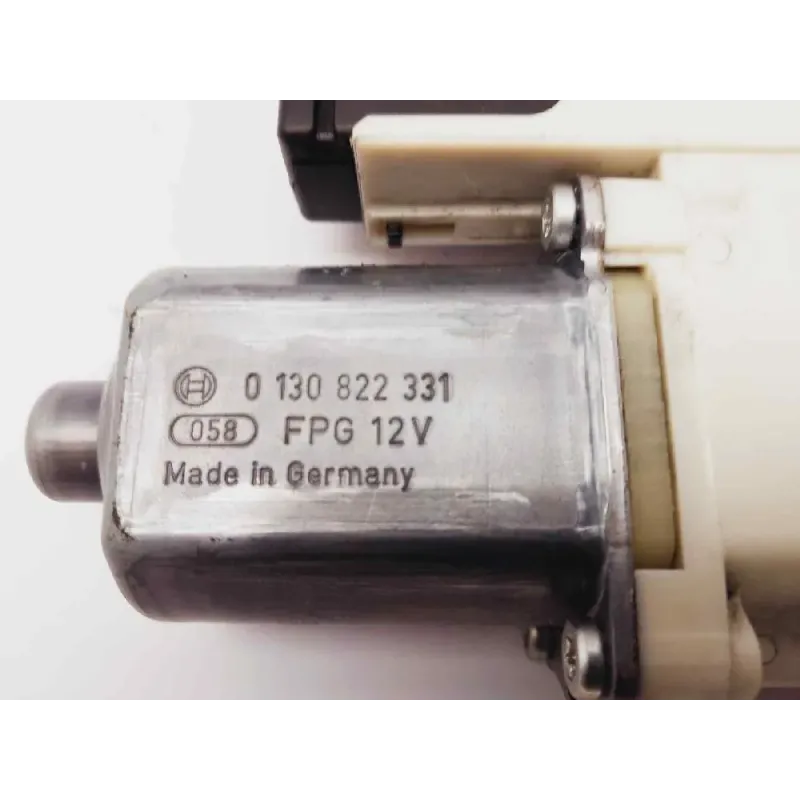 0 130 822 331
058 FPG 12V
Made in Germany